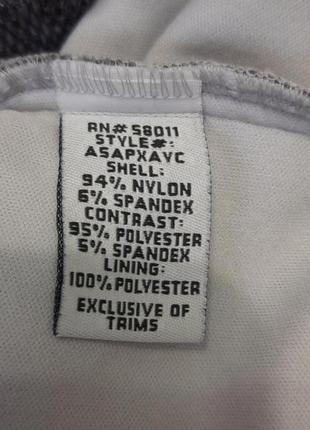 RN# 58011
STYLE#:
ASAPXAVC
SHELL:
94% NYLON
6% SPANDEX
CONTRAST:
95% POLYESTER
5% SPANDEX
LINING:
100% POLYESTER
EXCLUSIVE OF
TRIMS